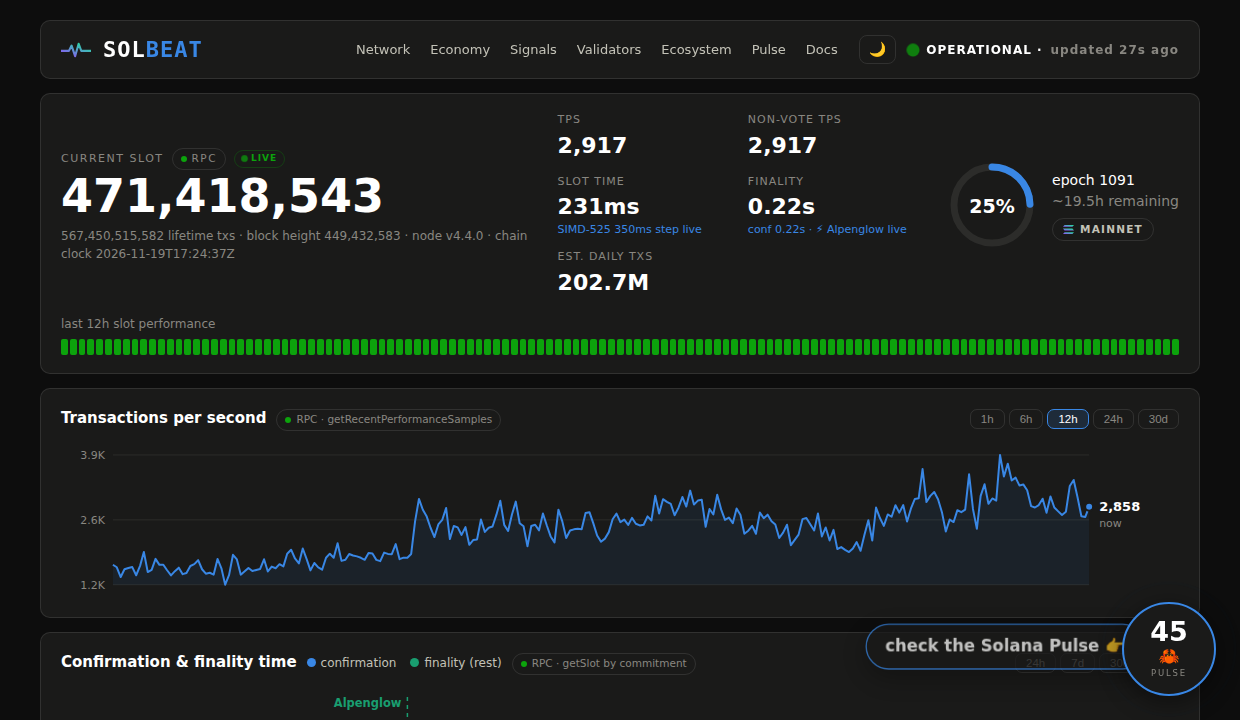 SOLBEAT
Network Economy Signals Validators Ecosystem Pulse Docs
OPERATIONAL · updated 27s ago
CURRENT SLOT RPC LIVE
471,418,543
567,450,515,582 lifetime txs · block height 449,432,583 · node v4.4.0 · chain
clock 2026-11-19T17:24:37Z
TPS
2,917
NON-VOTE TPS
2,917
SLOT TIME
231ms
SIMD-525 350ms step live
FINALITY
0.22s
conf 0.22s · ⚡ Alpenglow live
EST. DAILY TXS
202.7M
25%
epoch 1091
~19.5h remaining
MAINNET
last 12h slot performance
Transactions per second RPC · getRecentPerformanceSamples
1h 6h 12h 24h 30d
3.9K
2.6K
1.2K
2,858
now
Confirmation & finality time confirmation finality (rest) RPC · getSlot by commitment
24h 7d
Alpenglow
check the Solana Pulse 👉
45
🦀
PULSE